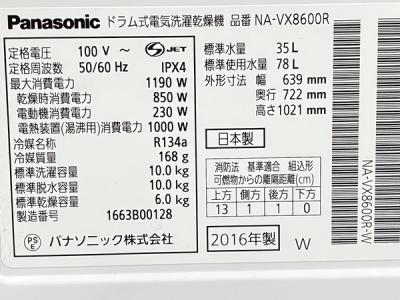 Panasonic ドラム式電気洗濯乾燥機 品番 NA-VX8600R
定格電圧 100 V～ S JET
定格周波数 50/60 Hz IPX4
最大消費電力 1190 W
乾燥時消費電力 850 W
電動機消費電力 230 W
電熱装置(湯沸用)消費電力 1000 W
冷媒名称 R134a
冷媒質量 168 g
標準洗濯容量 10.0 kg
標準脱水容量 10.0 kg
標準乾燥容量 6.0 kg
製造番号 1663B00128
PS
E
パナソニック株式会社
標準水量 35 L
標準使用水量 78 L
外形寸法 幅 639 mm
奥行 722 mm
高さ1021 mm
日本製
消防法 基準適合 組込形
可燃物からの離隔距離(cm)
上方 側方 後方 下方
13 1 1 0
2016年製 W
NA-VX8600R-W